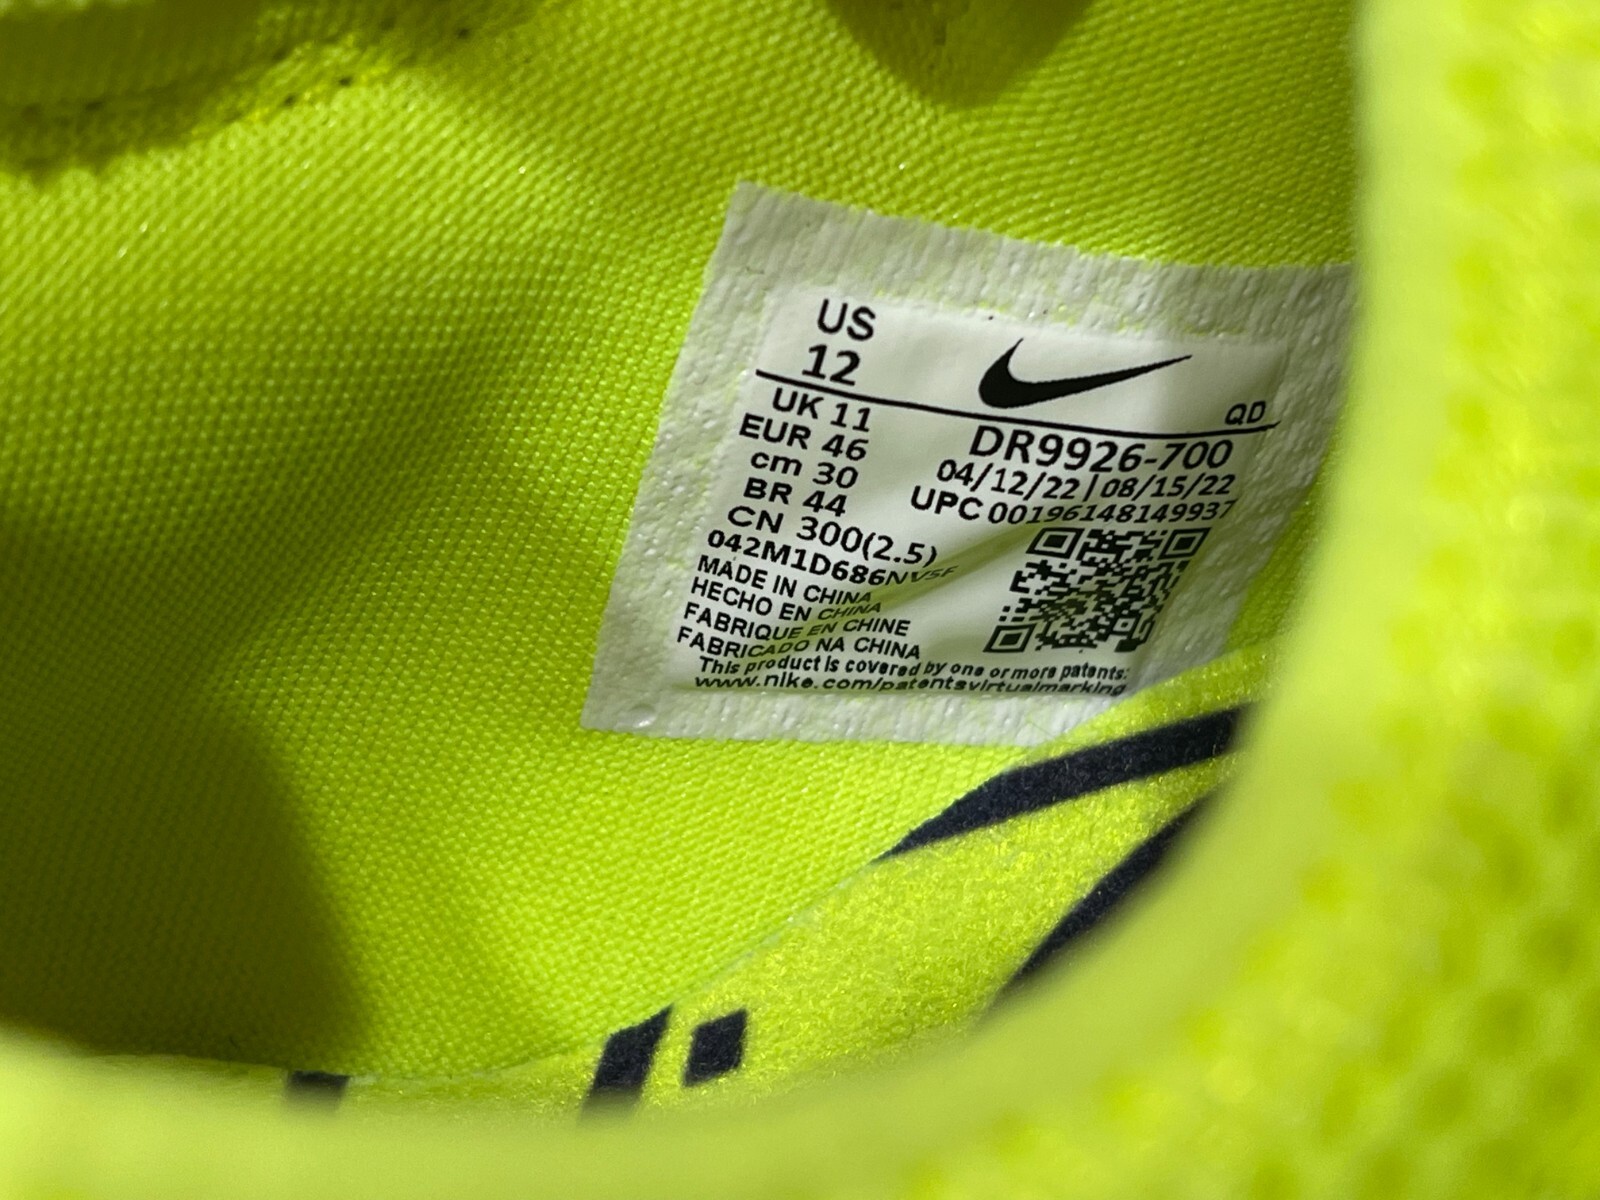 US
12
UK 11
EUR 46
cm 30
BR 44
CN 300(2.5)
042M1D686NVSF
MADE IN CHINA
HECHO EN CHINA
FABRIQUE EN CHINE
FABRICADO NA CHINA
QD
DR9926-700
04/12/22 | 08/15/22
UPC 00196148149937
This product is covered by one or more patents:
www.nike.com/patentsvirtualmarking